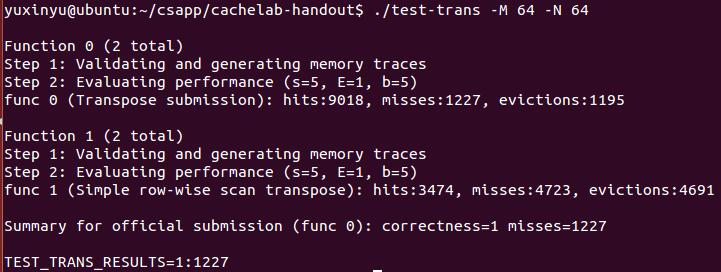 yuxinyu@ubuntu:~/csapp/cachelab-handout$ ./test-trans -M 64 -N 64
Function 0 (2 total)
Step 1: Validating and generating memory traces
Step 2: Evaluating performance (s=5, E=1, b=5)
func 0 (Transpose submission): hits:9018, misses:1227, evictions:1195
Function 1 (2 total)
Step 1: Validating and generating memory traces
Step 2: Evaluating performance (s=5, E=1, b=5)
func 1 (Simple row-wise scan transpose): hits:3474, misses:4723, evictions:4691
Summary for official submission (func 0): correctness=1 misses=1227
TEST_TRANS_RESULTS=1:1227